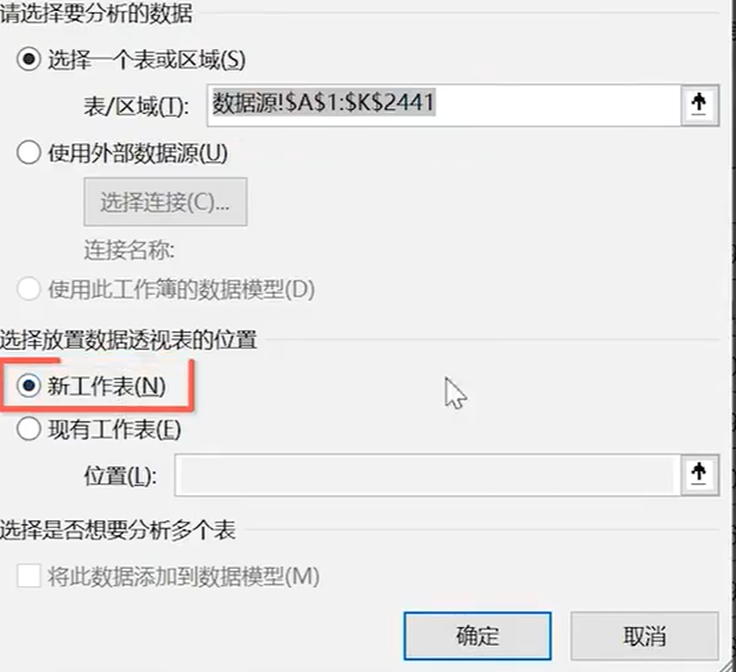 请选择要分析的数据
选择一个表或区域(S)
表/区域(T): 数据源!$A$1:$K$2441
使用外部数据源(U)
选择连接(C)...
连接名称:
使用此工作簿的数据模型(D)
选择放置数据透视表的位置
新工作表(N)
现有工作表(E)
位置(L):
选择是否想要分析多个表
将此数据添加到数据模型(M)
确定 取消